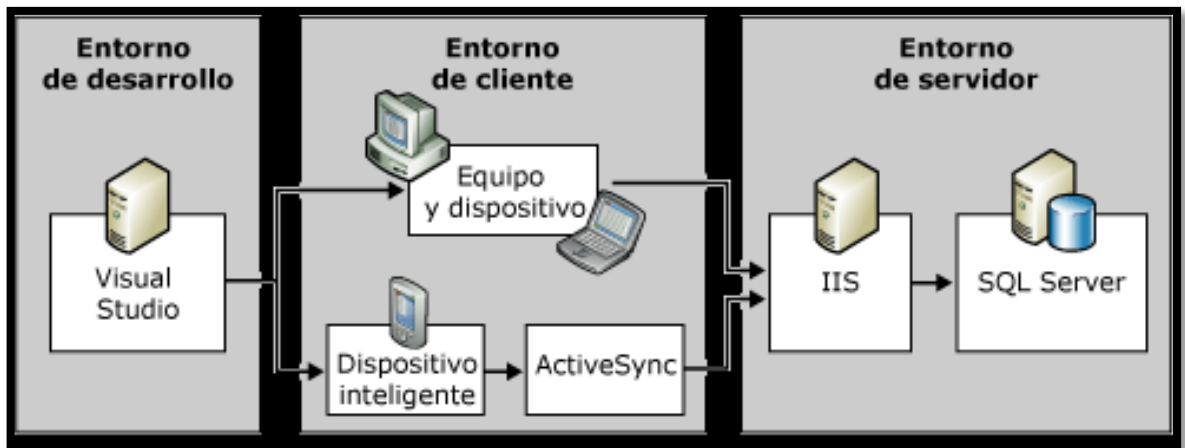 Entorno
de desarrollo
Entorno
de cliente
Entorno
de servidor
Visual
Studio
Equipo
y dispositivo
Dispositivo
inteligente
ActiveSync
IIS
SQL Server